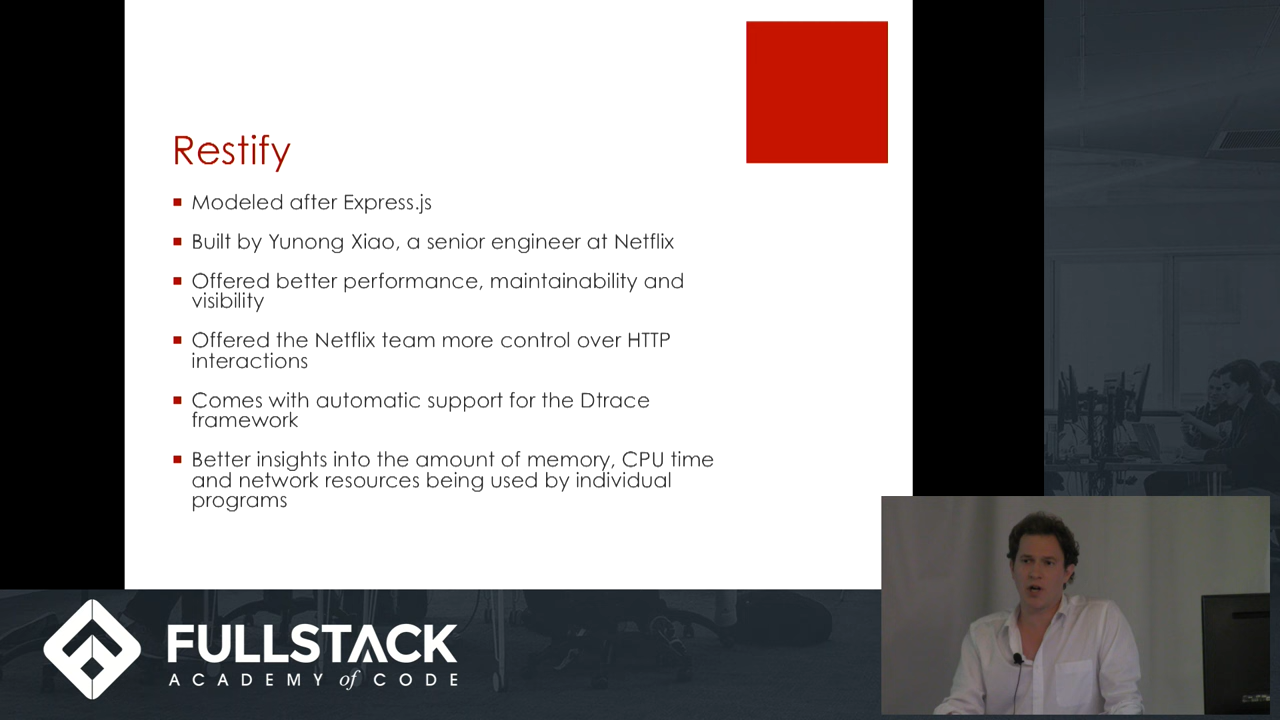 Restify
Modeled after Express.js
Built by Yunong Xiao, a senior engineer at Netflix
Offered better performance, maintainability and
visibility
Offered the Netflix team more control over HTTP
interactions
Comes with automatic support for the Dtrace
framework
Better insights into the amount of memory, CPU time
and network resources being used by individual
programs
FULLSTACK
ACADEMY of CODE